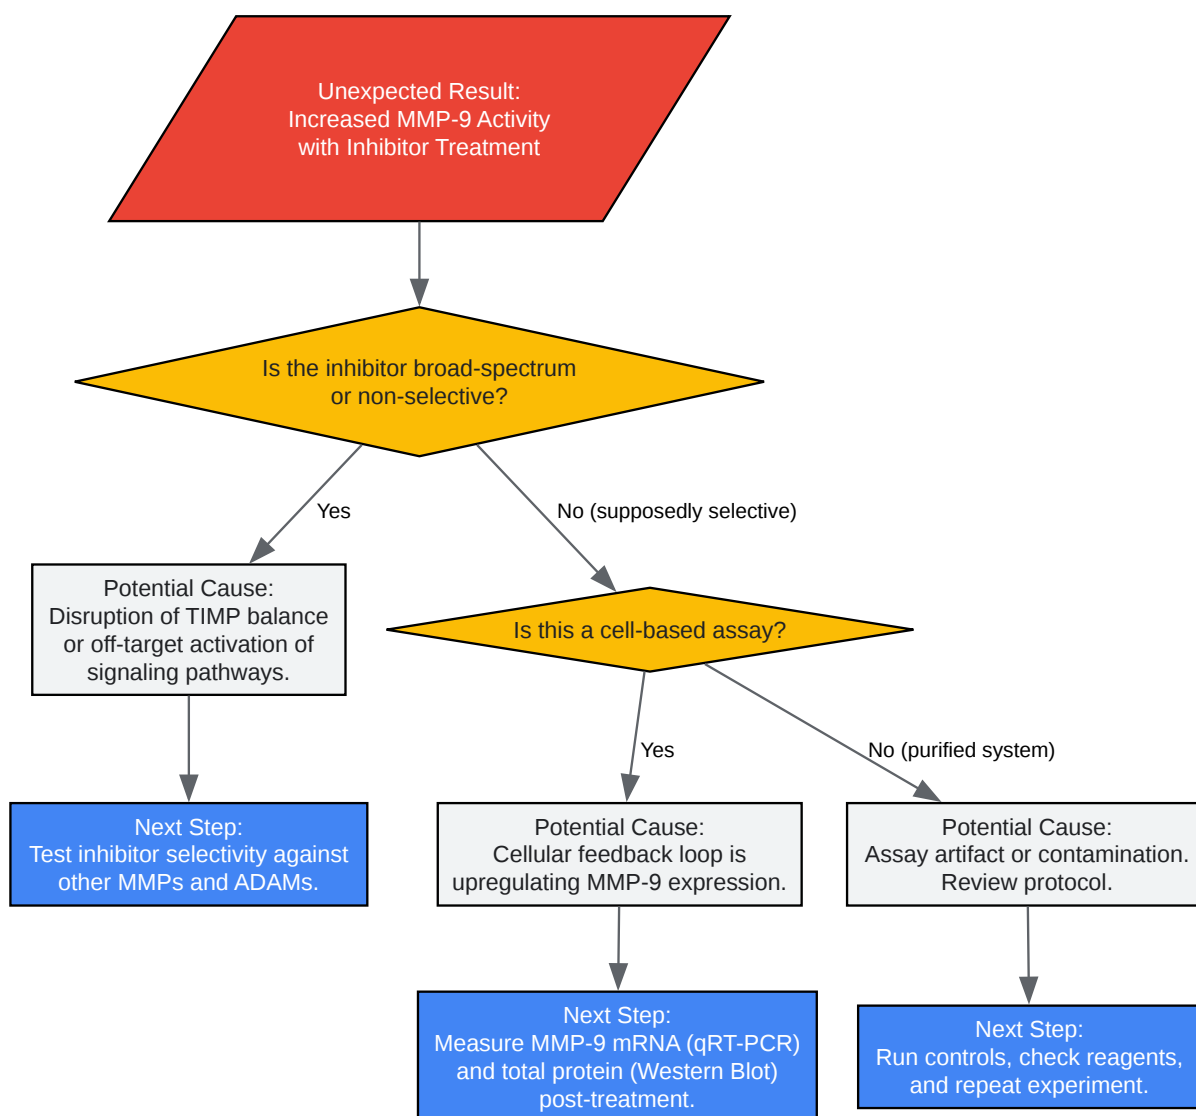 Unexpected Result:
Increased MMP-9 Activity
with Inhibitor Treatment
Is the inhibitor broad-spectrum
or non-selective?
Yes
No (supposedly selective)
Potential Cause:
Disruption of TIMP balance
or off-target activation of
signaling pathways.
Is this a cell-based assay?
Yes
No (purified system)
Next Step:
Test inhibitor selectivity against
other MMPs and ADAMs.
Potential Cause:
Cellular feedback loop is
upregulating MMP-9 expression.
Potential Cause:
Assay artifact or contamination.
Review protocol.
Next Step:
Measure MMP-9 mRNA (qRT-PCR)
and total protein (Western Blot)
post-treatment.
Next Step:
Run controls, check reagents,
and repeat experiment.